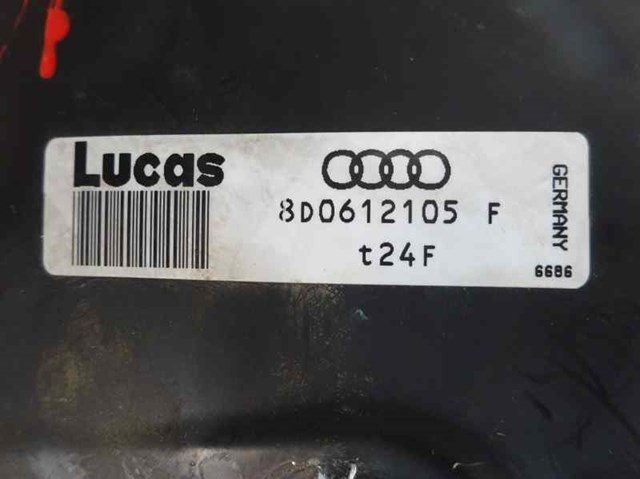 Lucas
8D0612105 F
t24F
GERMANY
6686